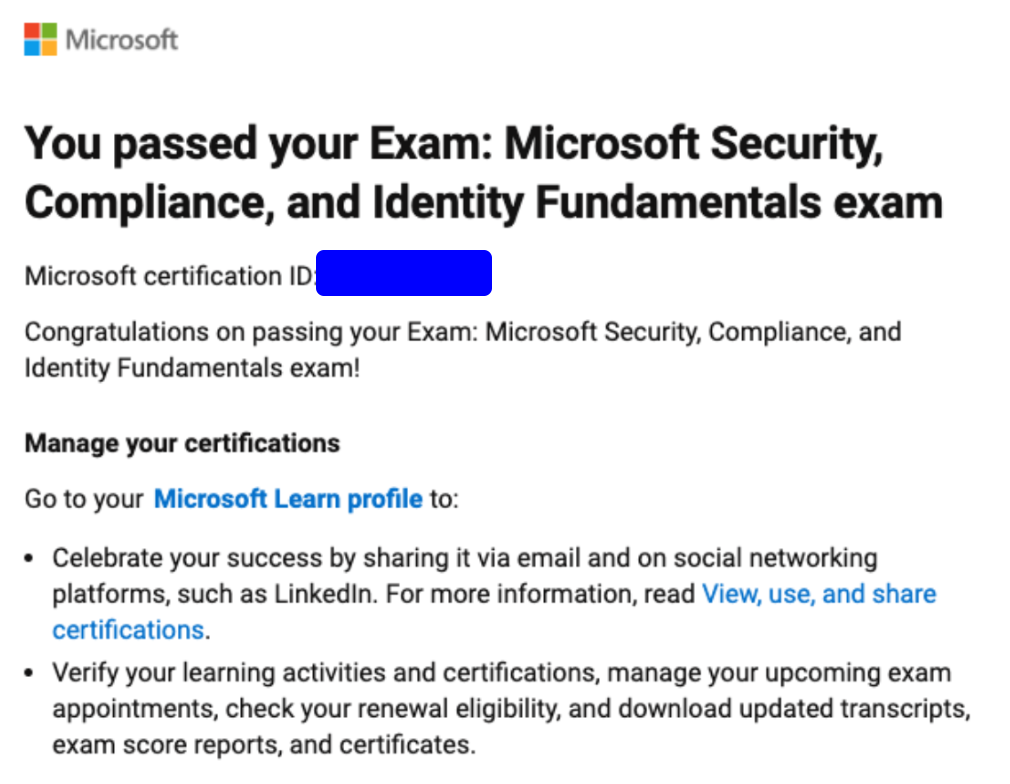 Microsoft
You passed your Exam: Microsoft Security,
Compliance, and Identity Fundamentals exam
Microsoft certification ID:
Congratulations on passing your Exam: Microsoft Security, Compliance, and
Identity Fundamentals exam!
Manage your certifications
Go to your Microsoft Learn profile to:
• Celebrate your success by sharing it via email and on social networking
platforms, such as LinkedIn. For more information, read View, use, and share
certifications.
• Verify your learning activities and certifications, manage your upcoming exam
appointments, check your renewal eligibility, and download updated transcripts,
exam score reports, and certificates.